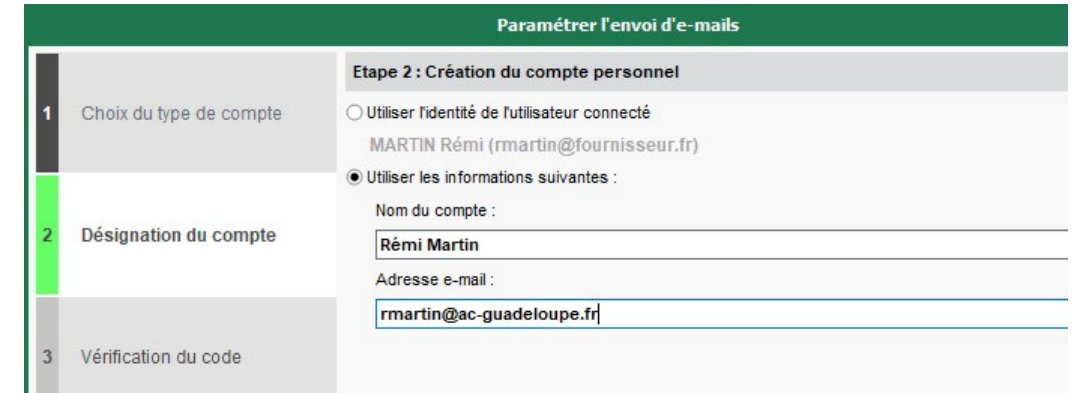 Paramétrer l'envoi d'e-mails
1 Choix du type de compte
2 Désignation du compte
3 Vérification du code
Etape 2 : Création du compte personnel
Utiliser l'identité de l'utilisateur connecté
MARTIN Rémi (rmartin@fournisseur.fr)
Utiliser les informations suivantes :
Nom du compte :
Rémi Martin
Adresse e-mail :
rmartin@ac-guadeloupe.fr